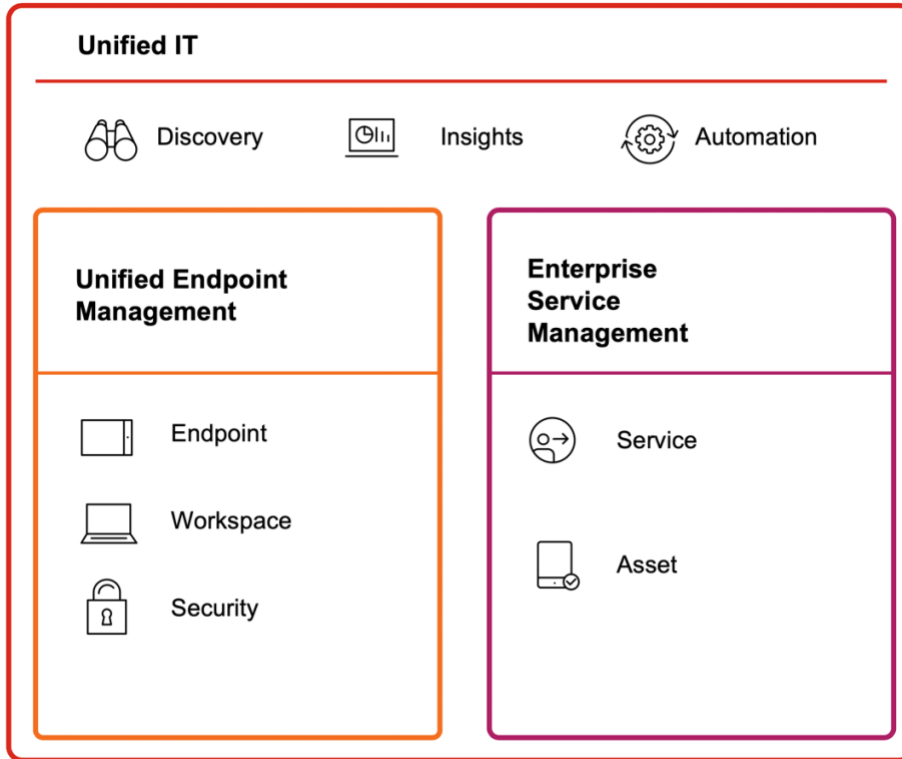 Unified IT
Discovery
Insights
Automation
Unified Endpoint
Management
Endpoint
Workspace
Security
Enterprise
Service
Management
Service
Asset